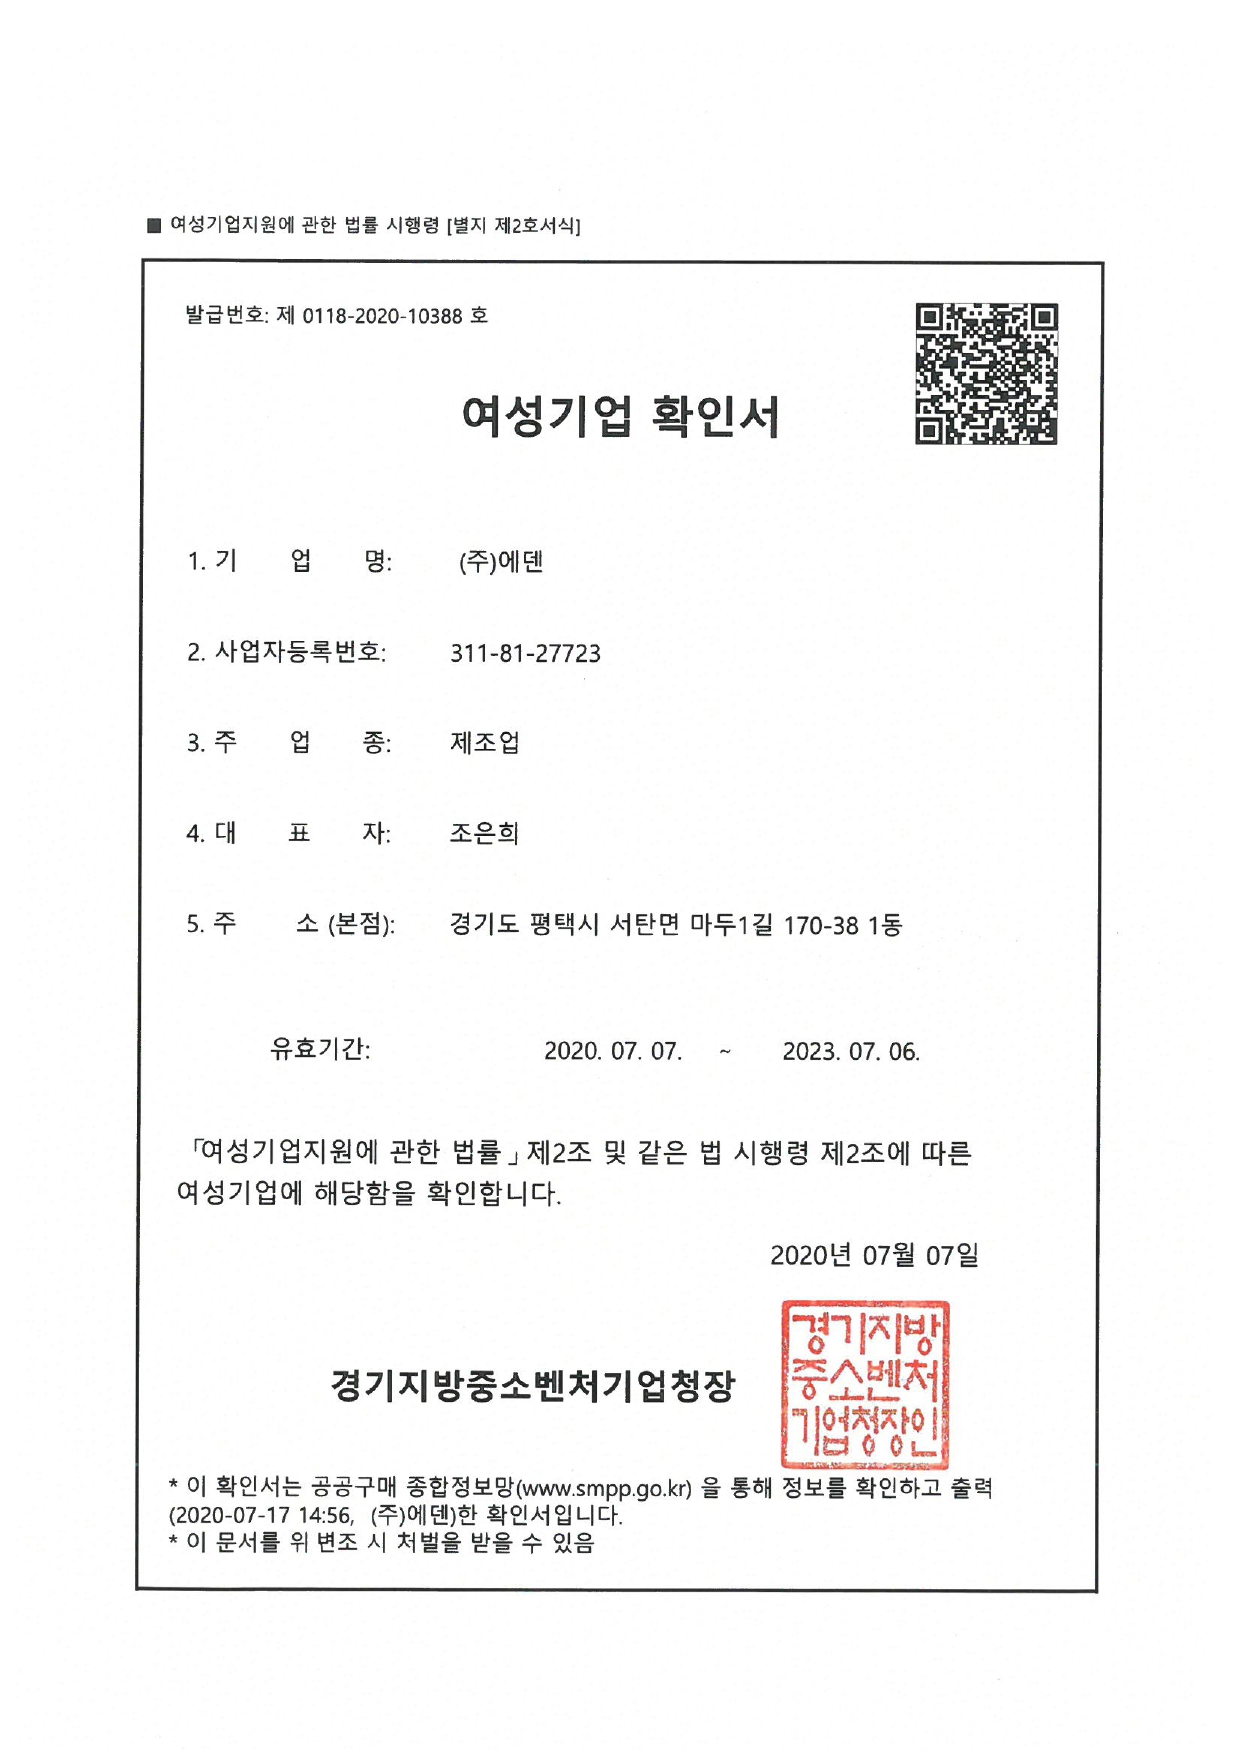 ■ 여성기업지원에 관한 법률 시행령 [별지 제2호서식]
발급번호: 제 0118-2020-10388 호
여성기업 확인서
1. 기 업 명: (주)에덴
2. 사업자등록번호: 311-81-27723
3. 주 업 종: 제조업
4. 대 표 자: 조은희
5. 주 소 (본점): 경기도 평택시 서탄면 마두1길 170-38 1동
유효기간: 2020. 07. 07. ~ 2023. 07. 06.
「여성기업지원에 관한 법률」제2조 및 같은 법 시행령 제2조에 따른
여성기업에 해당함을 확인합니다.
2020년 07월 07일
경기지방중소벤처기업청장
경기지방
중소벤처
기업청장인
* 이 확인서는 공공구매 종합정보망(www.smpp.go.kr) 을 통해 정보를 확인하고 출력
(2020-07-17 14:56, (주)에덴)한 확인서입니다.
* 이 문서를 위 변조 시 처벌을 받을 수 있음